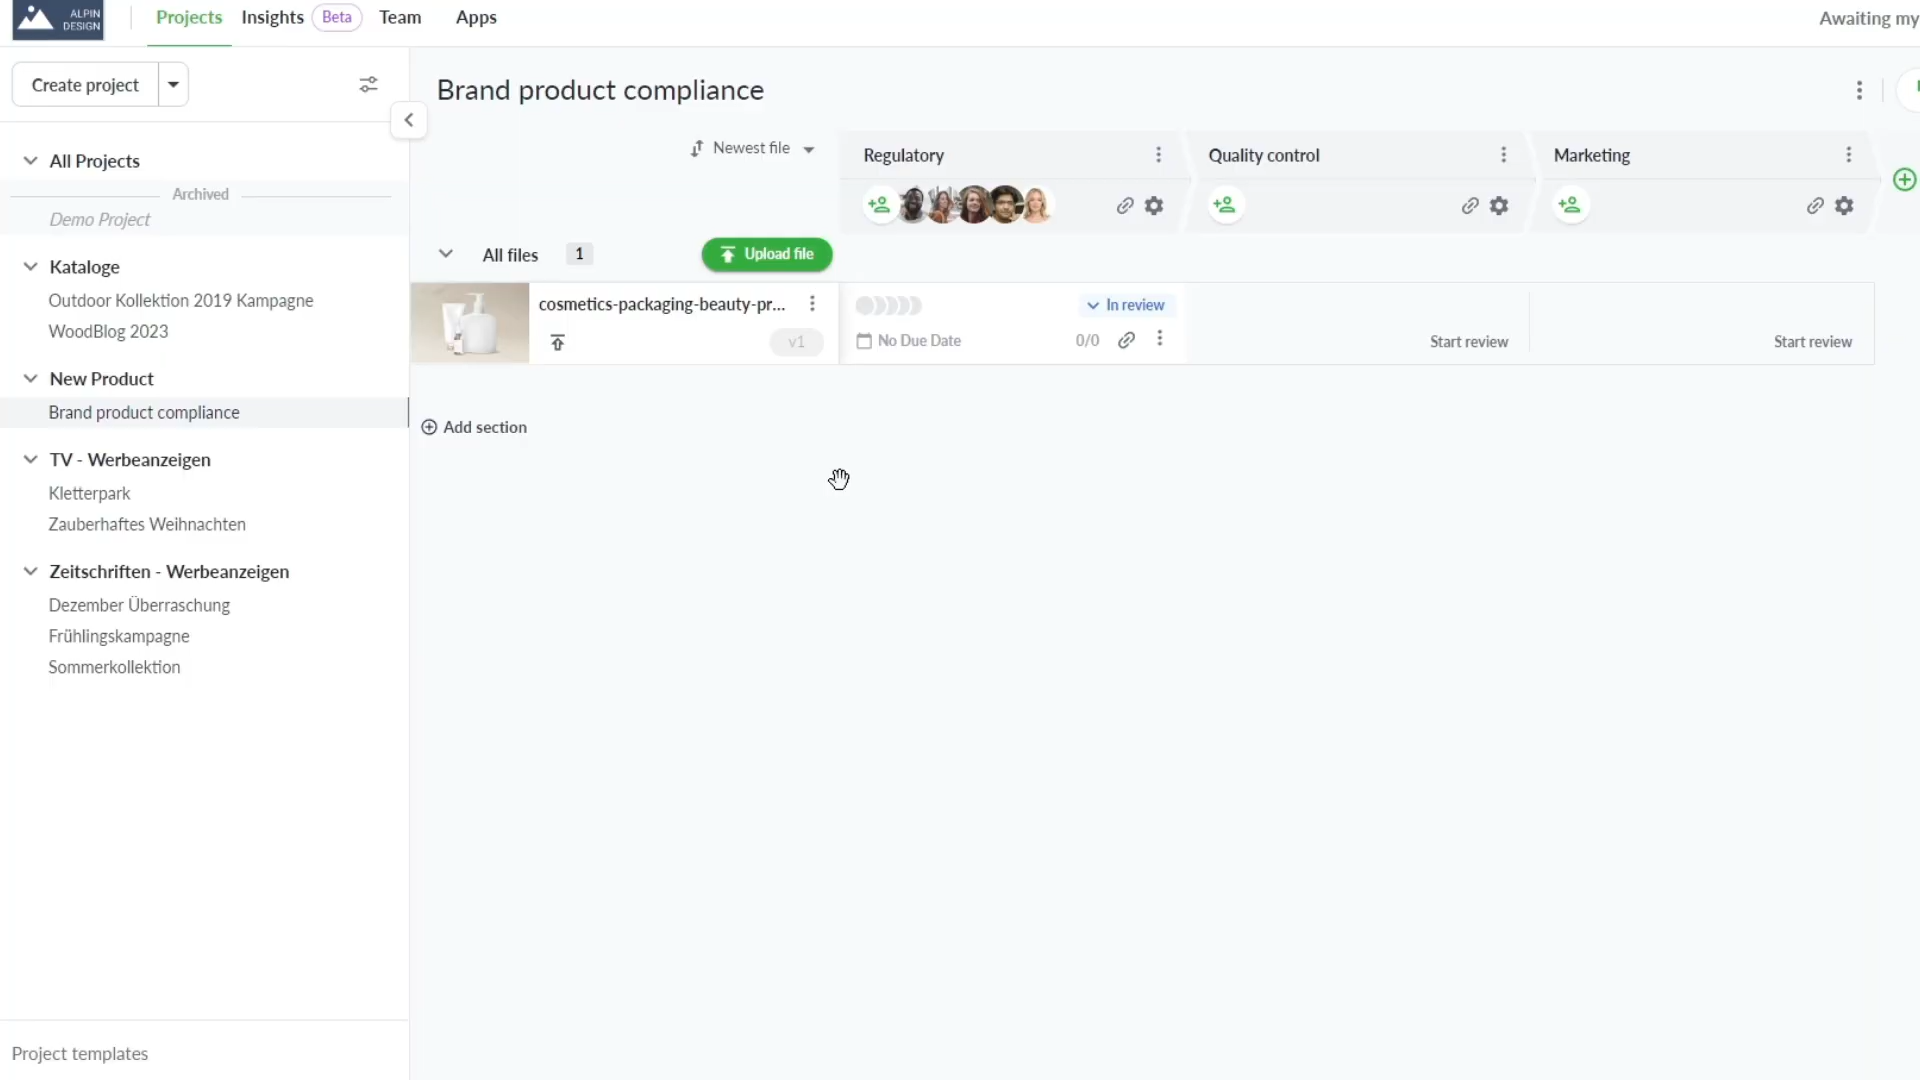 ALPIN
DESIGN
Projects
Insights
Beta
Team
Apps
Awaiting my
Create project
Brand product compliance
Newest file
Regulatory
Quality control
Marketing
All Projects
Archived
Demo Project
All files
1
Upload file
Kataloge
Outdoor Kollektion 2019 Kampagne
WoodBlog 2023
cosmetics-packaging-beauty-pr...
v1
In review
No Due Date
0/0
Start review
Start review
New Product
Brand product compliance
Add section
TV - Werbeanzeigen
Kletterpark
Zauberhaftes Weihnachten
Zeitschriften - Werbeanzeigen
Dezember Überraschung
Frühlingskampagne
Sommerkollektion
Project templates